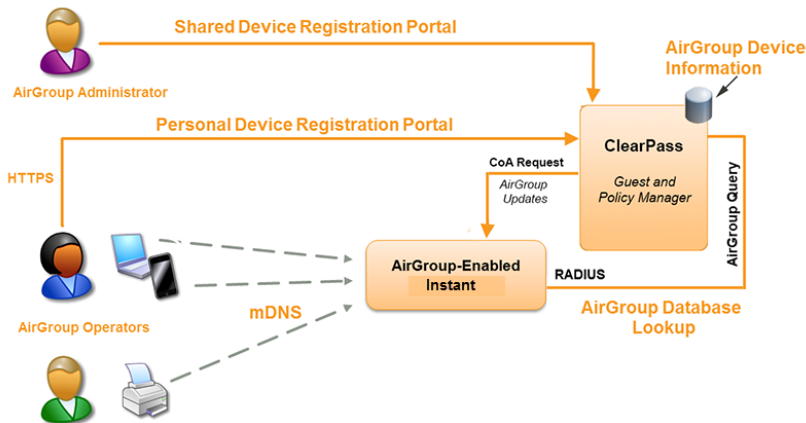 Shared Device Registration Portal
AirGroup Device
Information
AirGroup Administrator
Personal Device Registration Portal
ClearPass
Guest and
Policy Manager
CoA Request
AirGroup
Updates
HTTPS
AirGroup Query
AirGroup-Enabled
Instant
RADIUS
mDNS
AirGroup Database
Lookup
AirGroup Operators